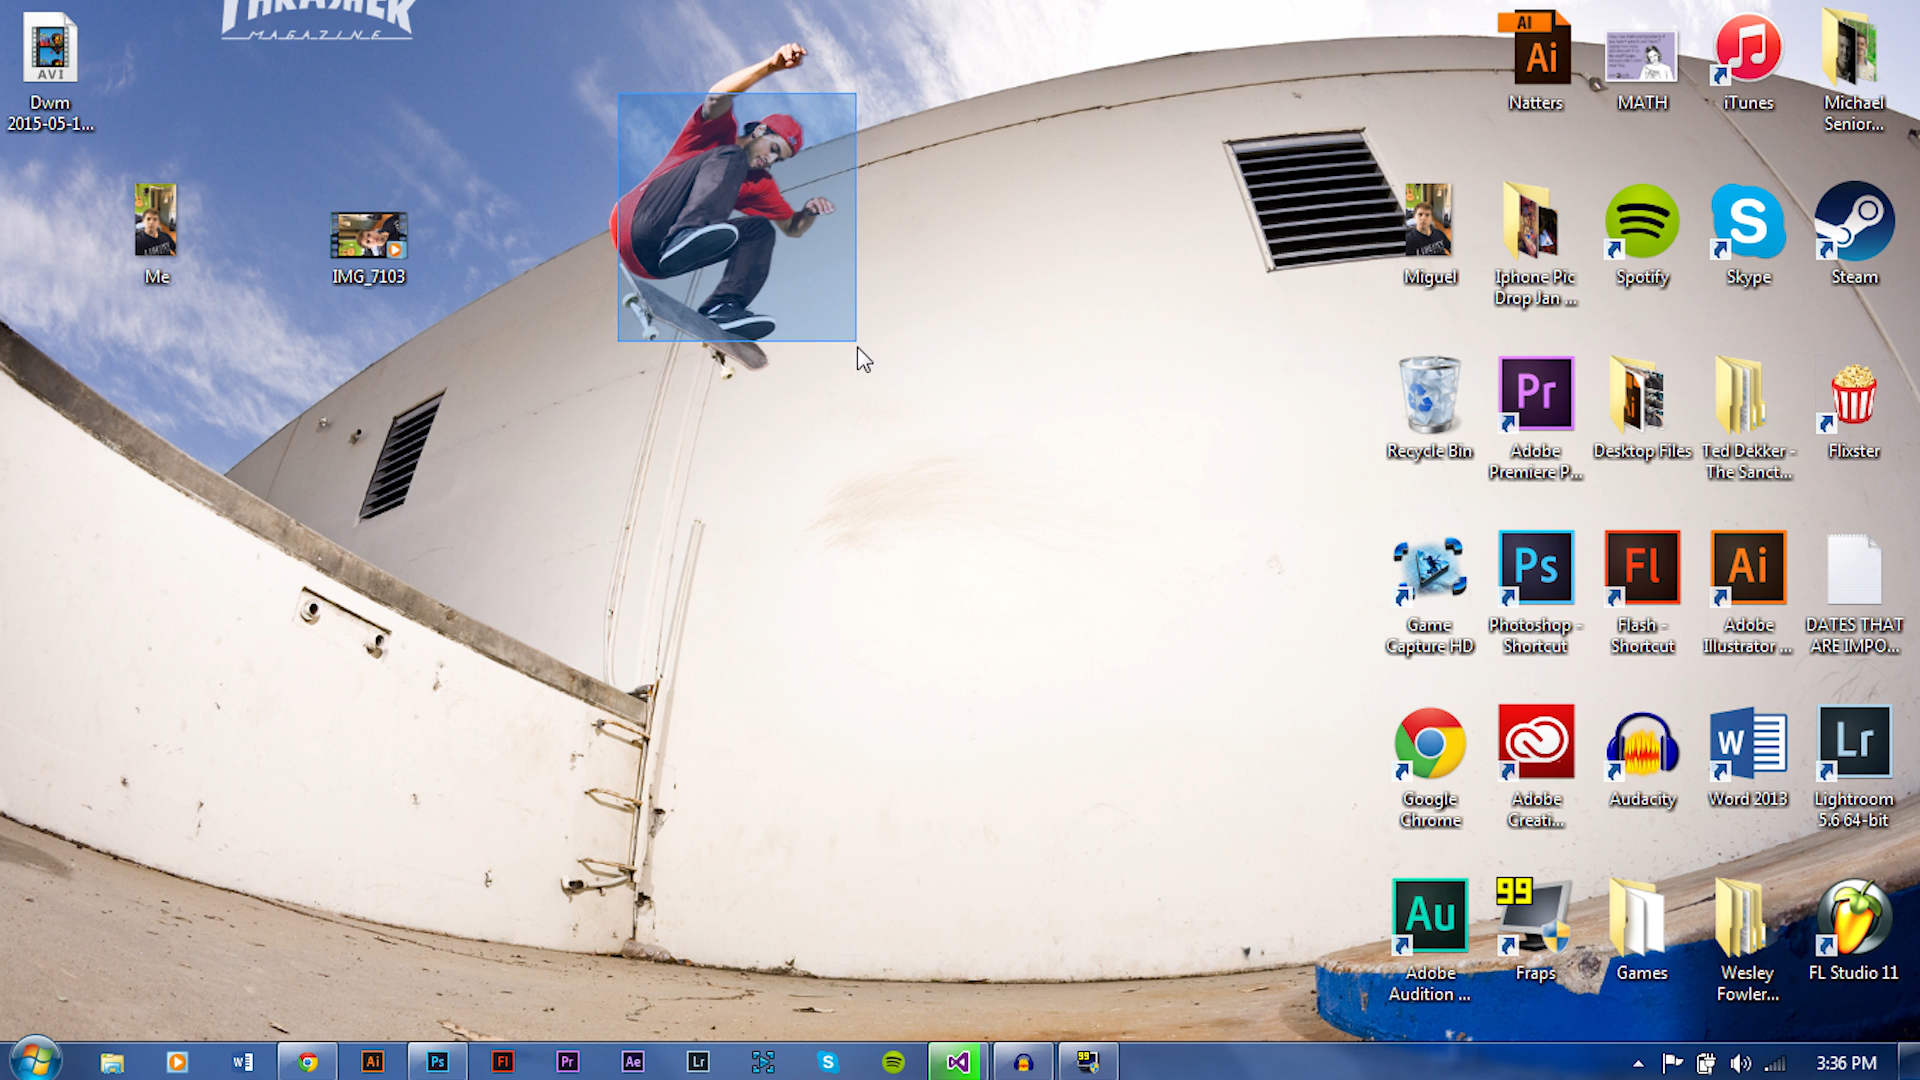 THRASHER
MAGAZINE
AVI
Dwm
2015-05-1...
Me
IMG_7103
AI
Ai
Natters
MATH
iTunes
Michael
Senior...
Miguel
Iphone Pic
Drop Jan ...
Spotify
S
Skype
Steam
Recycle Bin
Pr
Adobe
Premiere P...
Desktop Files
Ted Dekker -
The Sanct...
Flixster
Game
Capture HD
Ps
Photoshop -
Shortcut
Fl
Flash -
Shortcut
Ai
Adobe
Illustrator ...
DATES THAT
ARE IMPO...
Google
Chrome
Adobe
Creati...
Audacity
W
Word 2013
Lr
Lightroom
5.6 64-bit
Au
Adobe
Audition ...
99
Fraps
Games
Wesley
Fowler...
FL Studio 11
W
Ai
Ps
Fl
Pr
Ae
Lr
S
99
3:36 PM